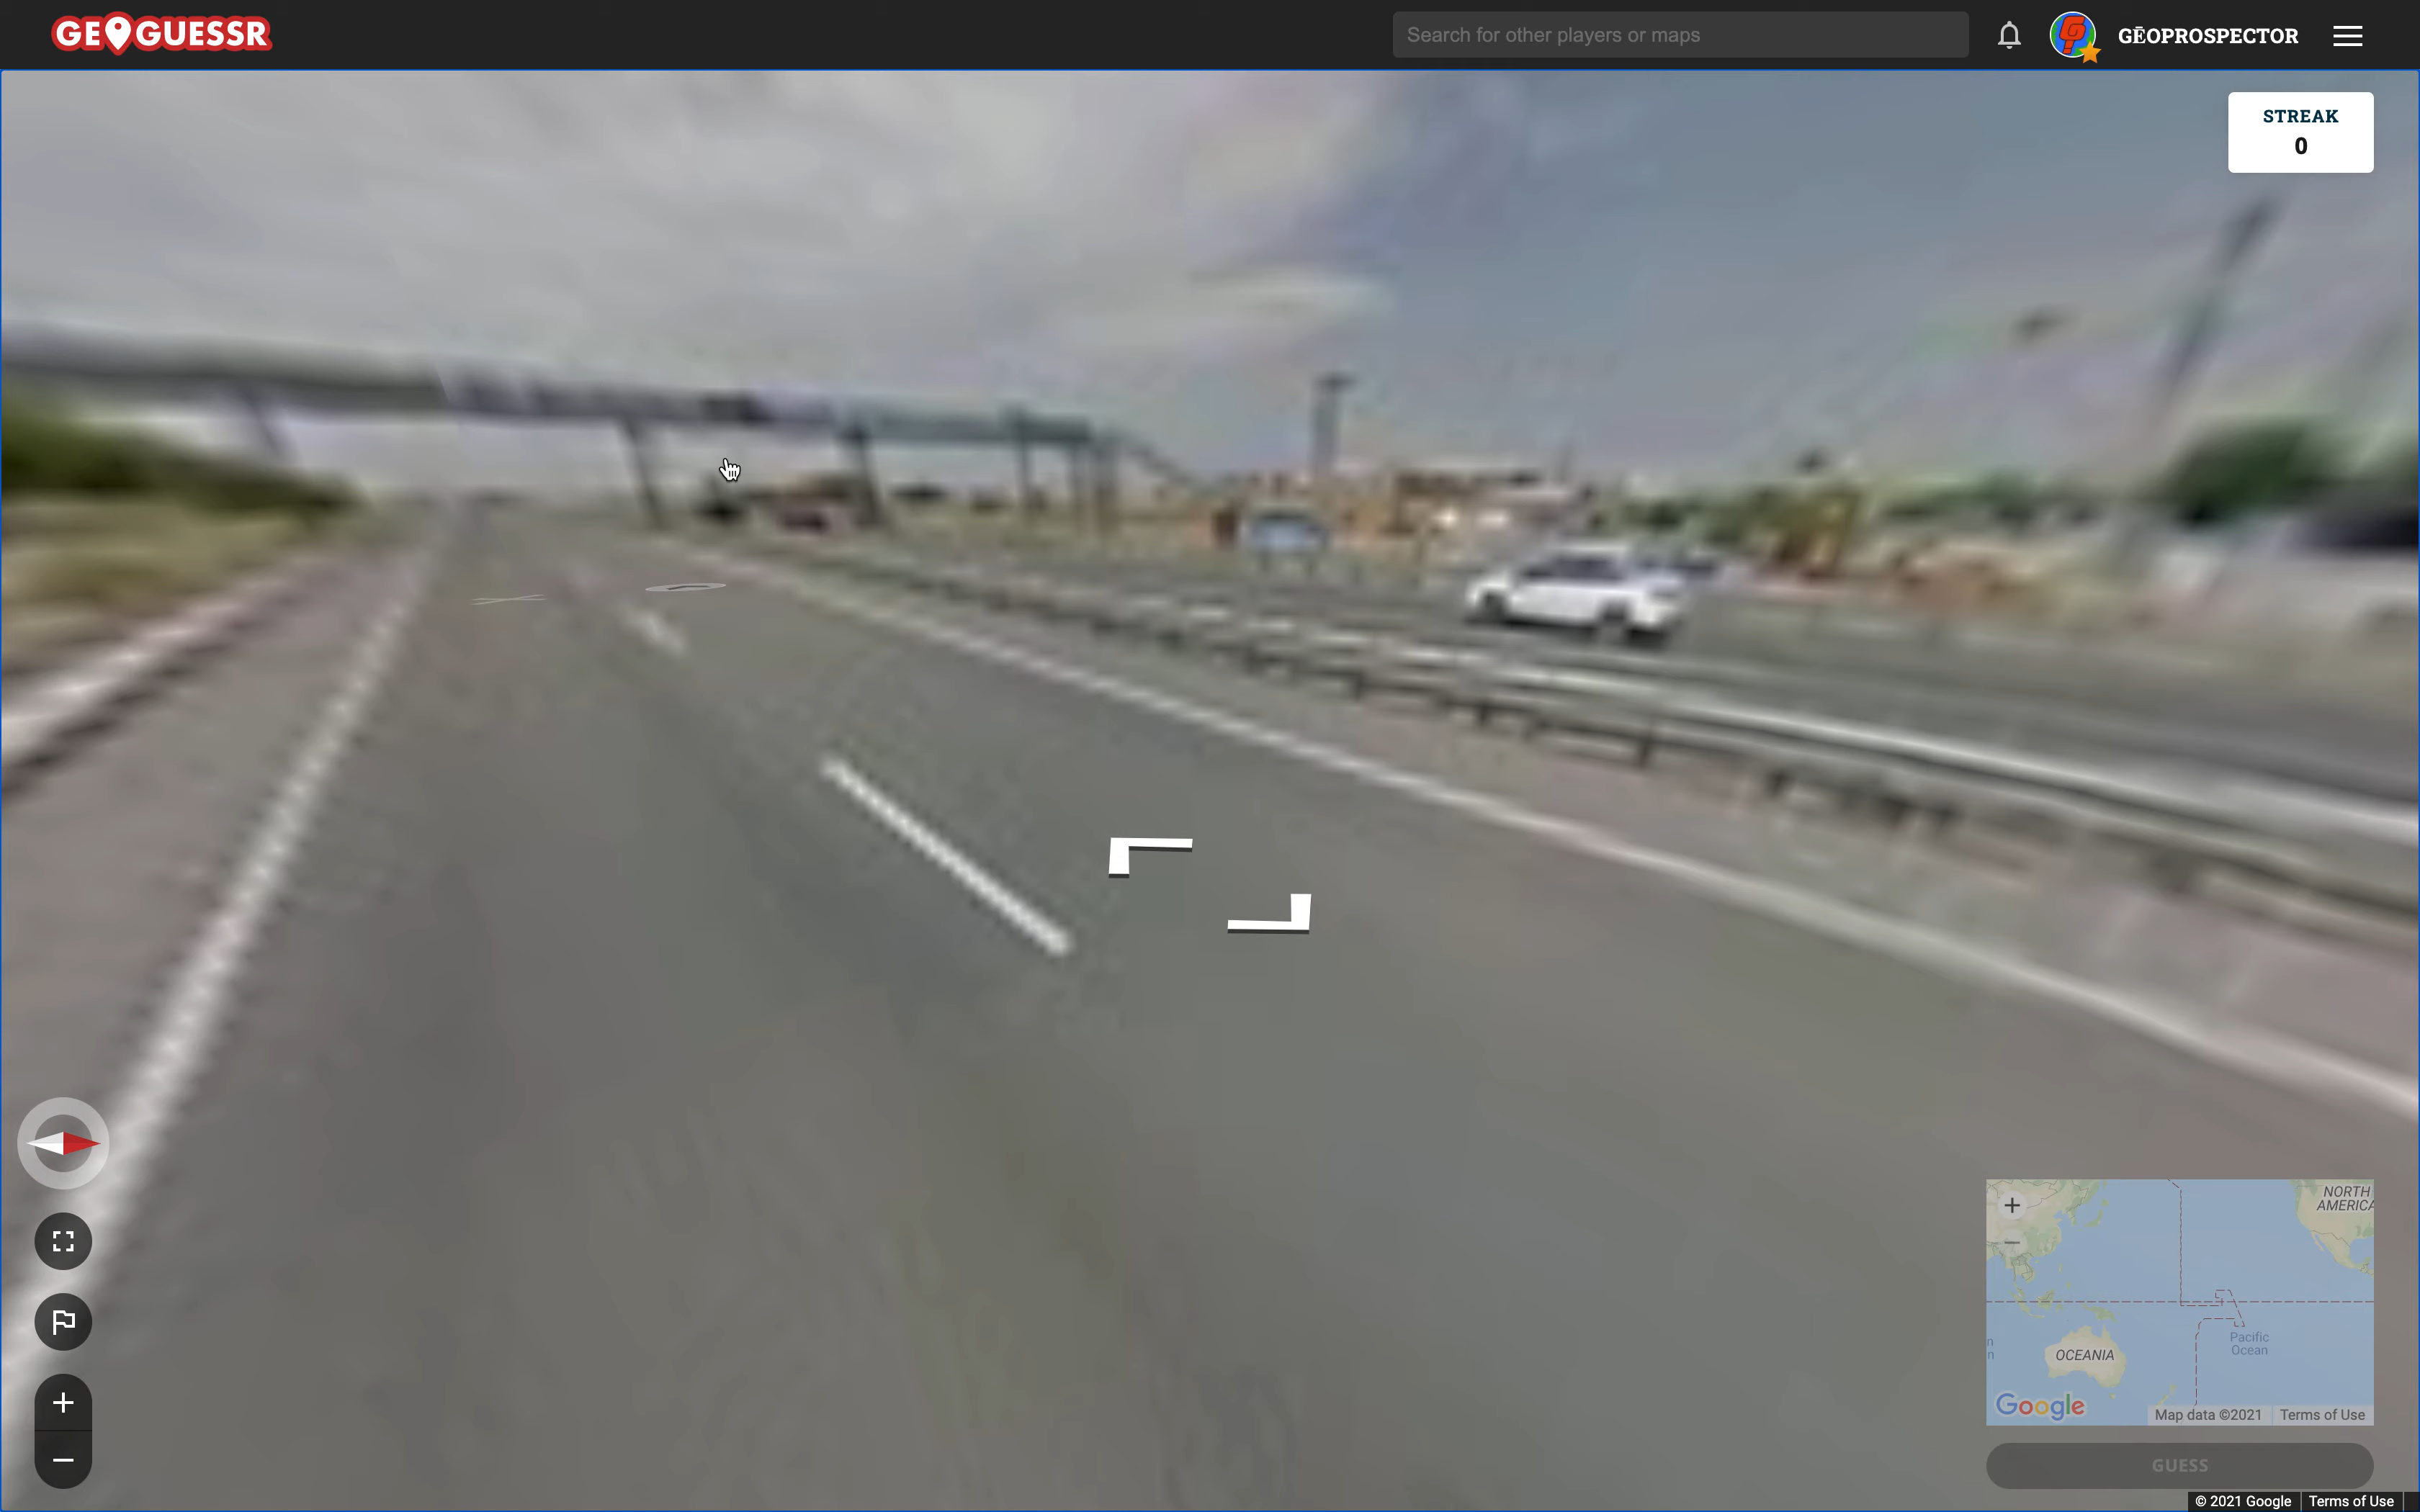 GEOGUESSR
Search for other players or maps
GĒOPROSPECTOR
STREAK
0
NORTH
AMERICA
OCEANIA
Pacific
Ocean
n
n
Google
Map data ©2021
Terms of Use
GUESS
© 2021 Google
Terms of Use